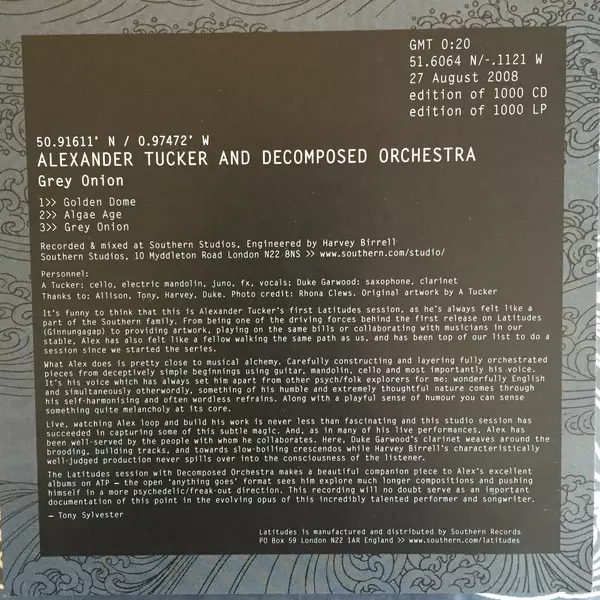 GMT 0:20
51.6064 N/-.1121 W
27 August 2008
edition of 1000 CD
edition of 1000 LP
50.91611' N / 0.97472' W
ALEXANDER TUCKER AND DECOMPOSED ORCHESTRA
Grey Onion
1>> Golden Dome
2>> Algae Age
3>> Grey Onion
Recorded & mixed at Southern Studios, Engineered by Harvey Birrell
Southern Studios, 10 Myddleton Road London N22 8NS >> www.southern.com/studio/
Personnel:
A Tucker: cello, electric mandolin, juno, fx, vocals; Duke Garwood: saxophone, clarinet
Thanks to: Allison, Tony, Harvey, Duke. Photo credit: Rhona Clews. Original artwork by A Tucker
It's funny to think that this is Alexander Tucker's first Latitudes session, as he's always felt like a
part of the Southern family. From being one of the driving forces behind the first release on Latitudes
(Ginnungagap) to providing artwork, playing on the same bills or collaborating with musicians in our
stable, Alex has also felt like a fellow walking the same path as us, and has been top of our list to do a
session since we started the series.
What Alex does is pretty close to musical alchemy. Carefully constructing and layering fully orchestrated
pieces from deceptively simple beginnings using guitar, mandolin, cello and most importantly his voice.
It's his voice which has always set him apart from other psych/folk explorers for me: wonderfully English
and simultaneously otherwordly, something of his humble and extremely thoughtful nature comes through
his self-harmonising and often wordless refrains. Along with a playful sense of humour you can sense
something quite melancholy at its core.
Live, watching Alex loop and build his work is never less than fascinating and this studio session has
succeeded in capturing some of this subtle magic. And, as in many of his live performances, Alex has
been well-served by the people with whom he collaborates. Here, Duke Garwood's clarinet weaves around the
brooding, building tracks, and towards slow-boiling crescendos while Harvey Birrell's characteristically
well-judged production never spills over into the consciousness of the listener.
The Latitudes session with Decomposed Orchestra makes a beautiful companion piece to Alex's excellent
albums on ATP – the open 'anything goes' format sees him explore much longer compositions and pushing
himself in a more psychedelic/freak-out direction. This recording will no doubt serve as an important
documentation of this point in the evolving opus of this incredibly talented performer and songwriter.
– Tony Sylvester
Latitudes is manufactured and distributed by Southern Records
PO Box 59 London N22 1AR England >> www.southern.com/latitudes